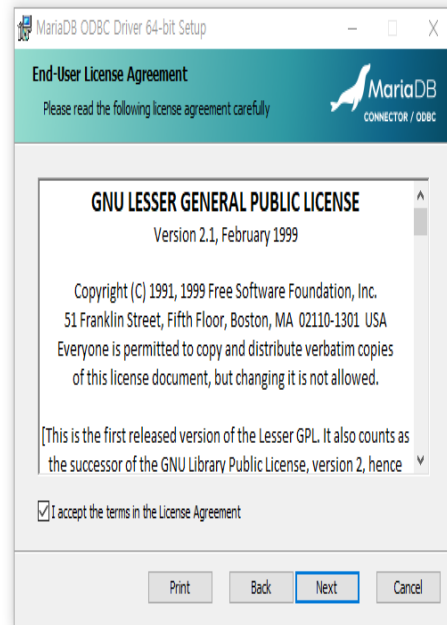 MariaDB ODBC Driver 64-bit Setup
End-User License Agreement
Please read the following license agreement carefully
MariaDB
CONNECTOR / ODBC
GNU LESSER GENERAL PUBLIC LICENSE
Version 2.1, February 1999
Copyright (C) 1991, 1999 Free Software Foundation, Inc.
51 Franklin Street, Fifth Floor, Boston, MA 02110-1301 USA
Everyone is permitted to copy and distribute verbatim copies
of this license document, but changing it is not allowed.
[This is the first released version of the Lesser GPL. It also counts as
the successor of the GNU Library Public License, version 2, hence
I accept the terms in the License Agreement
Print Back Next Cancel